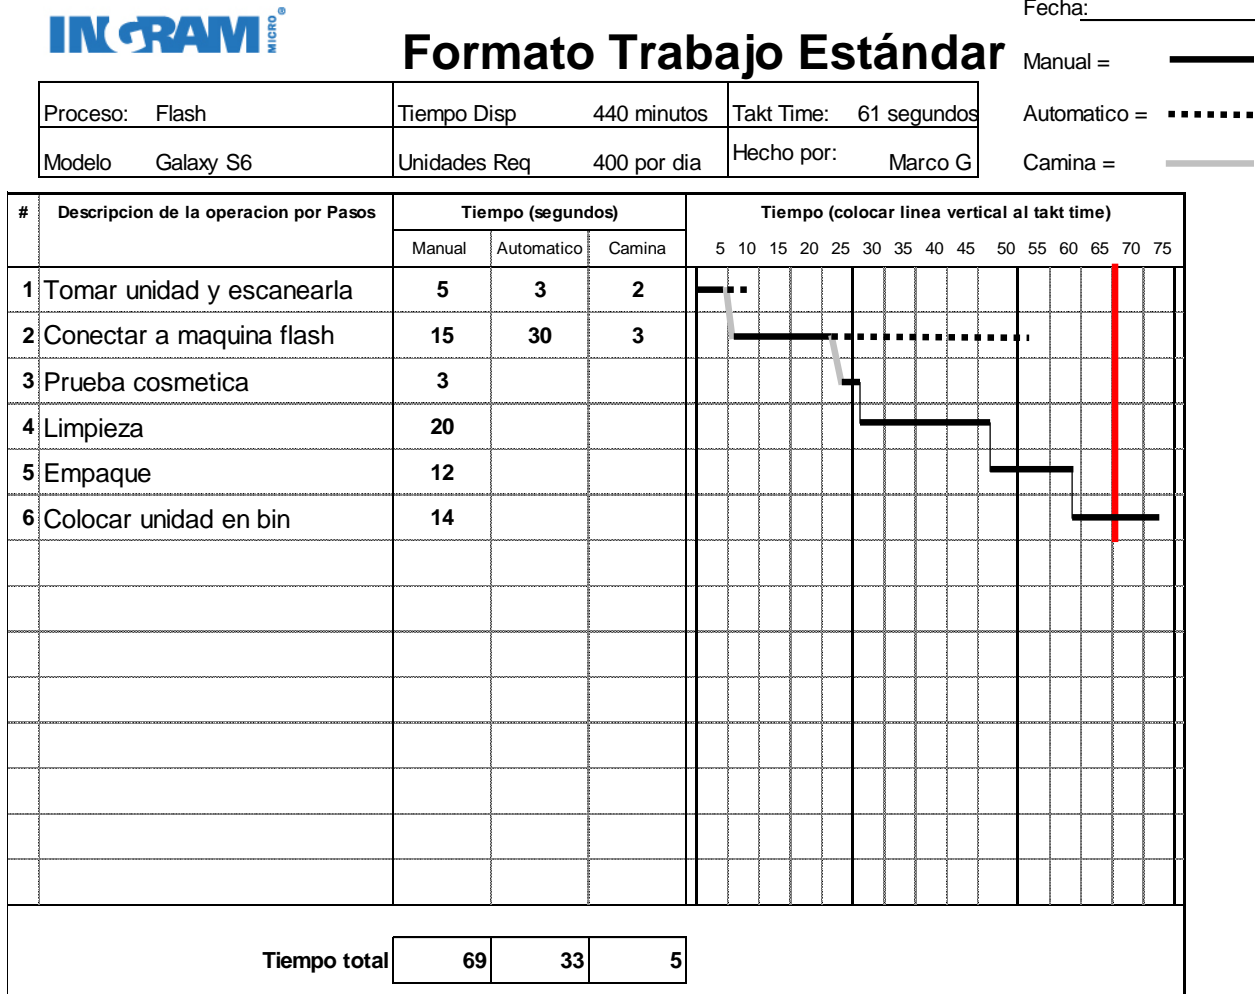 INGRAM MICRO®
Fecha:
Formato Trabajo Estándar
Manual =
Automatico =
Camina =
Proceso: Flash Tiempo Disp 440 minutos Takt Time: 61 segundos
Modelo Galaxy S6 Unidades Req 400 por dia Hecho por: Marco G
# Descripcion de la operacion por Pasos Tiempo (segundos) Tiempo (colocar linea vertical al takt time)
Manual Automatico Camina 5 10 15 20 25 30 35 40 45 50 55 60 65 70 75
1 Tomar unidad y escanearla 5 3 2
2 Conectar a maquina flash 15 30 3
3 Prueba cosmetica 3
4 Limpieza 20
5 Empaque 12
6 Colocar unidad en bin 14
Tiempo total 69 33 5